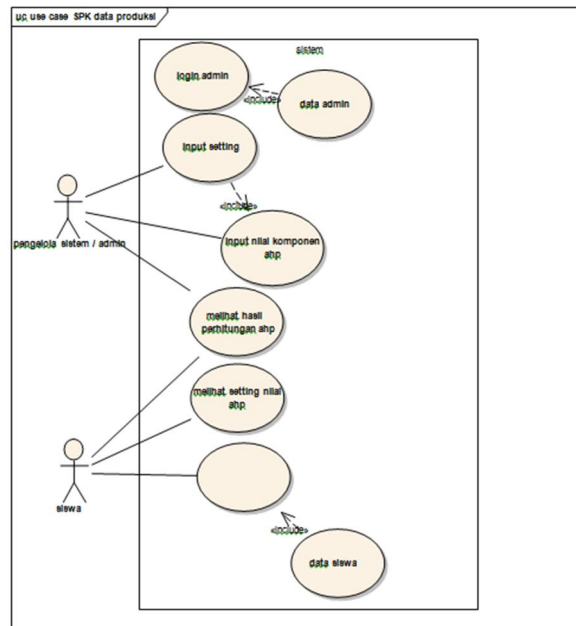 uc use case SPK data produksi
sistem
login admin
«include»
data admin
input setting
«include»
pengelola sistem / admin
input nilai komponen
ahp
melihat hasil
perhitungan ahp
melihat setting nilai
ahp
siswa
«include»
data siswa